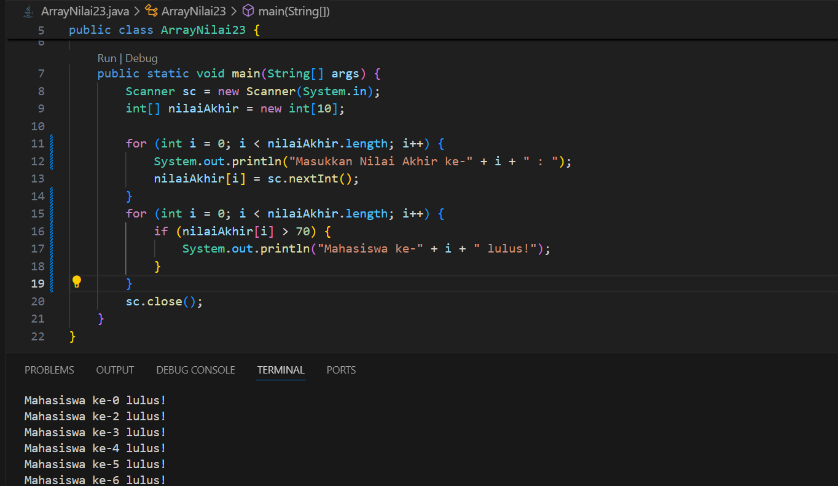 ArrayNilai23.java > ArrayNilai23 > main(String[])
5 public class ArrayNilai23 {
6
Run | Debug
7 public static void main(String[] args) {
8 Scanner sc = new Scanner(System.in);
9 int[] nilaiAkhir = new int[10];
10
11 for (int i = 0; i < nilaiAkhir.length; i++) {
12 System.out.println("Masukkan Nilai Akhir ke-" + i + " : ");
13 nilaiAkhir[i] = sc.nextInt();
14 }
15 for (int i = 0; i < nilaiAkhir.length; i++) {
16 if (nilaiAkhir[i] > 70) {
17 System.out.println("Mahasiswa ke-" + i + " lulus!");
18 }
19 }
20 sc.close();
21 }
22 }
PROBLEMS OUTPUT DEBUG CONSOLE TERMINAL PORTS
Mahasiswa ke-0 lulus!
Mahasiswa ke-2 lulus!
Mahasiswa ke-3 lulus!
Mahasiswa ke-4 lulus!
Mahasiswa ke-5 lulus!
Mahasiswa ke-6 lulus!